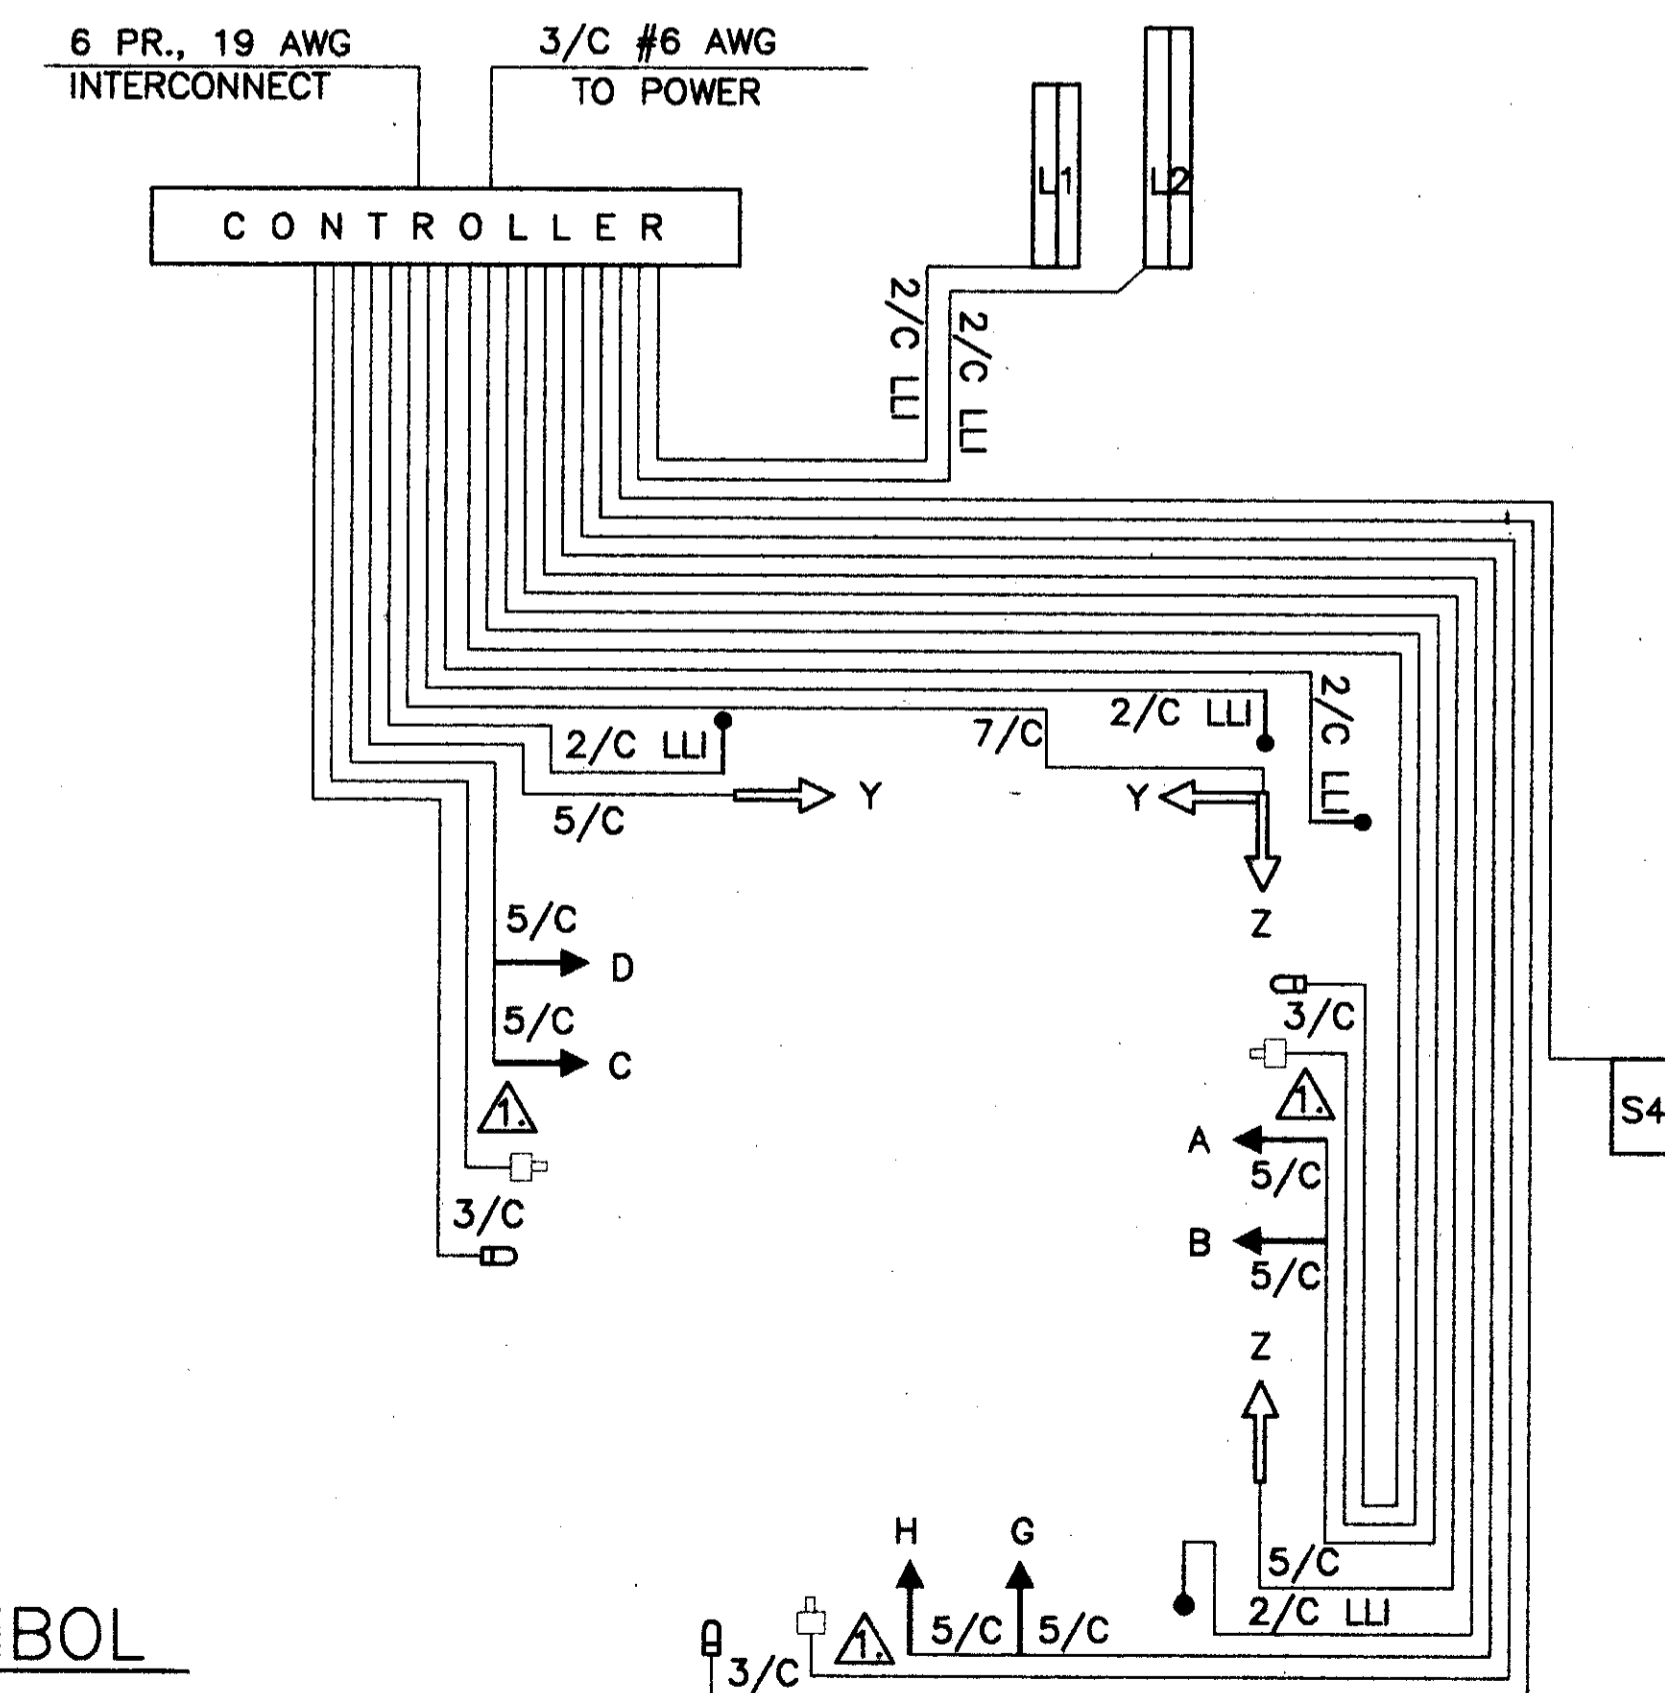 6 PR., 19 AWG
INTERCONNECT
3/C #6 AWG
TO POWER
L1
L2
CONTROLLER
2/C LLI
2/C LLI
2/C LLI
7/C
2/C LLI
2/C LLI
Y
Y
5/C
Z
5/C
D
5/C
C
3/C
1.
1.
S4
A
5/C
3/C
B
5/C
Z
H
G
5/C
2/C LLI
5/C
5/C
1.
3/C
BOL